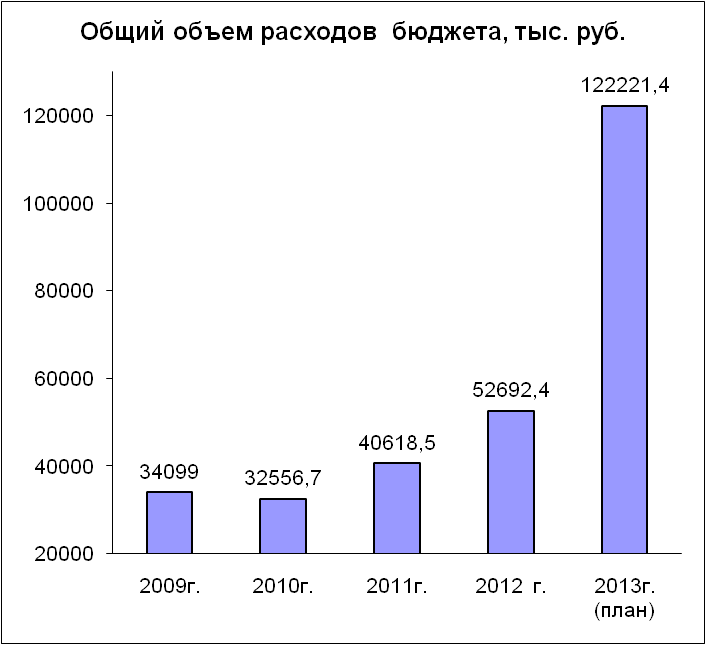 Общий объем расходов бюджета, тыс. руб.
122221,4
120000
100000
80000
60000
52692,4
40618,5
40000
34099
32556,7
20000
2009г.
2010г.
2011г.
2012 г.
2013г.
(план)